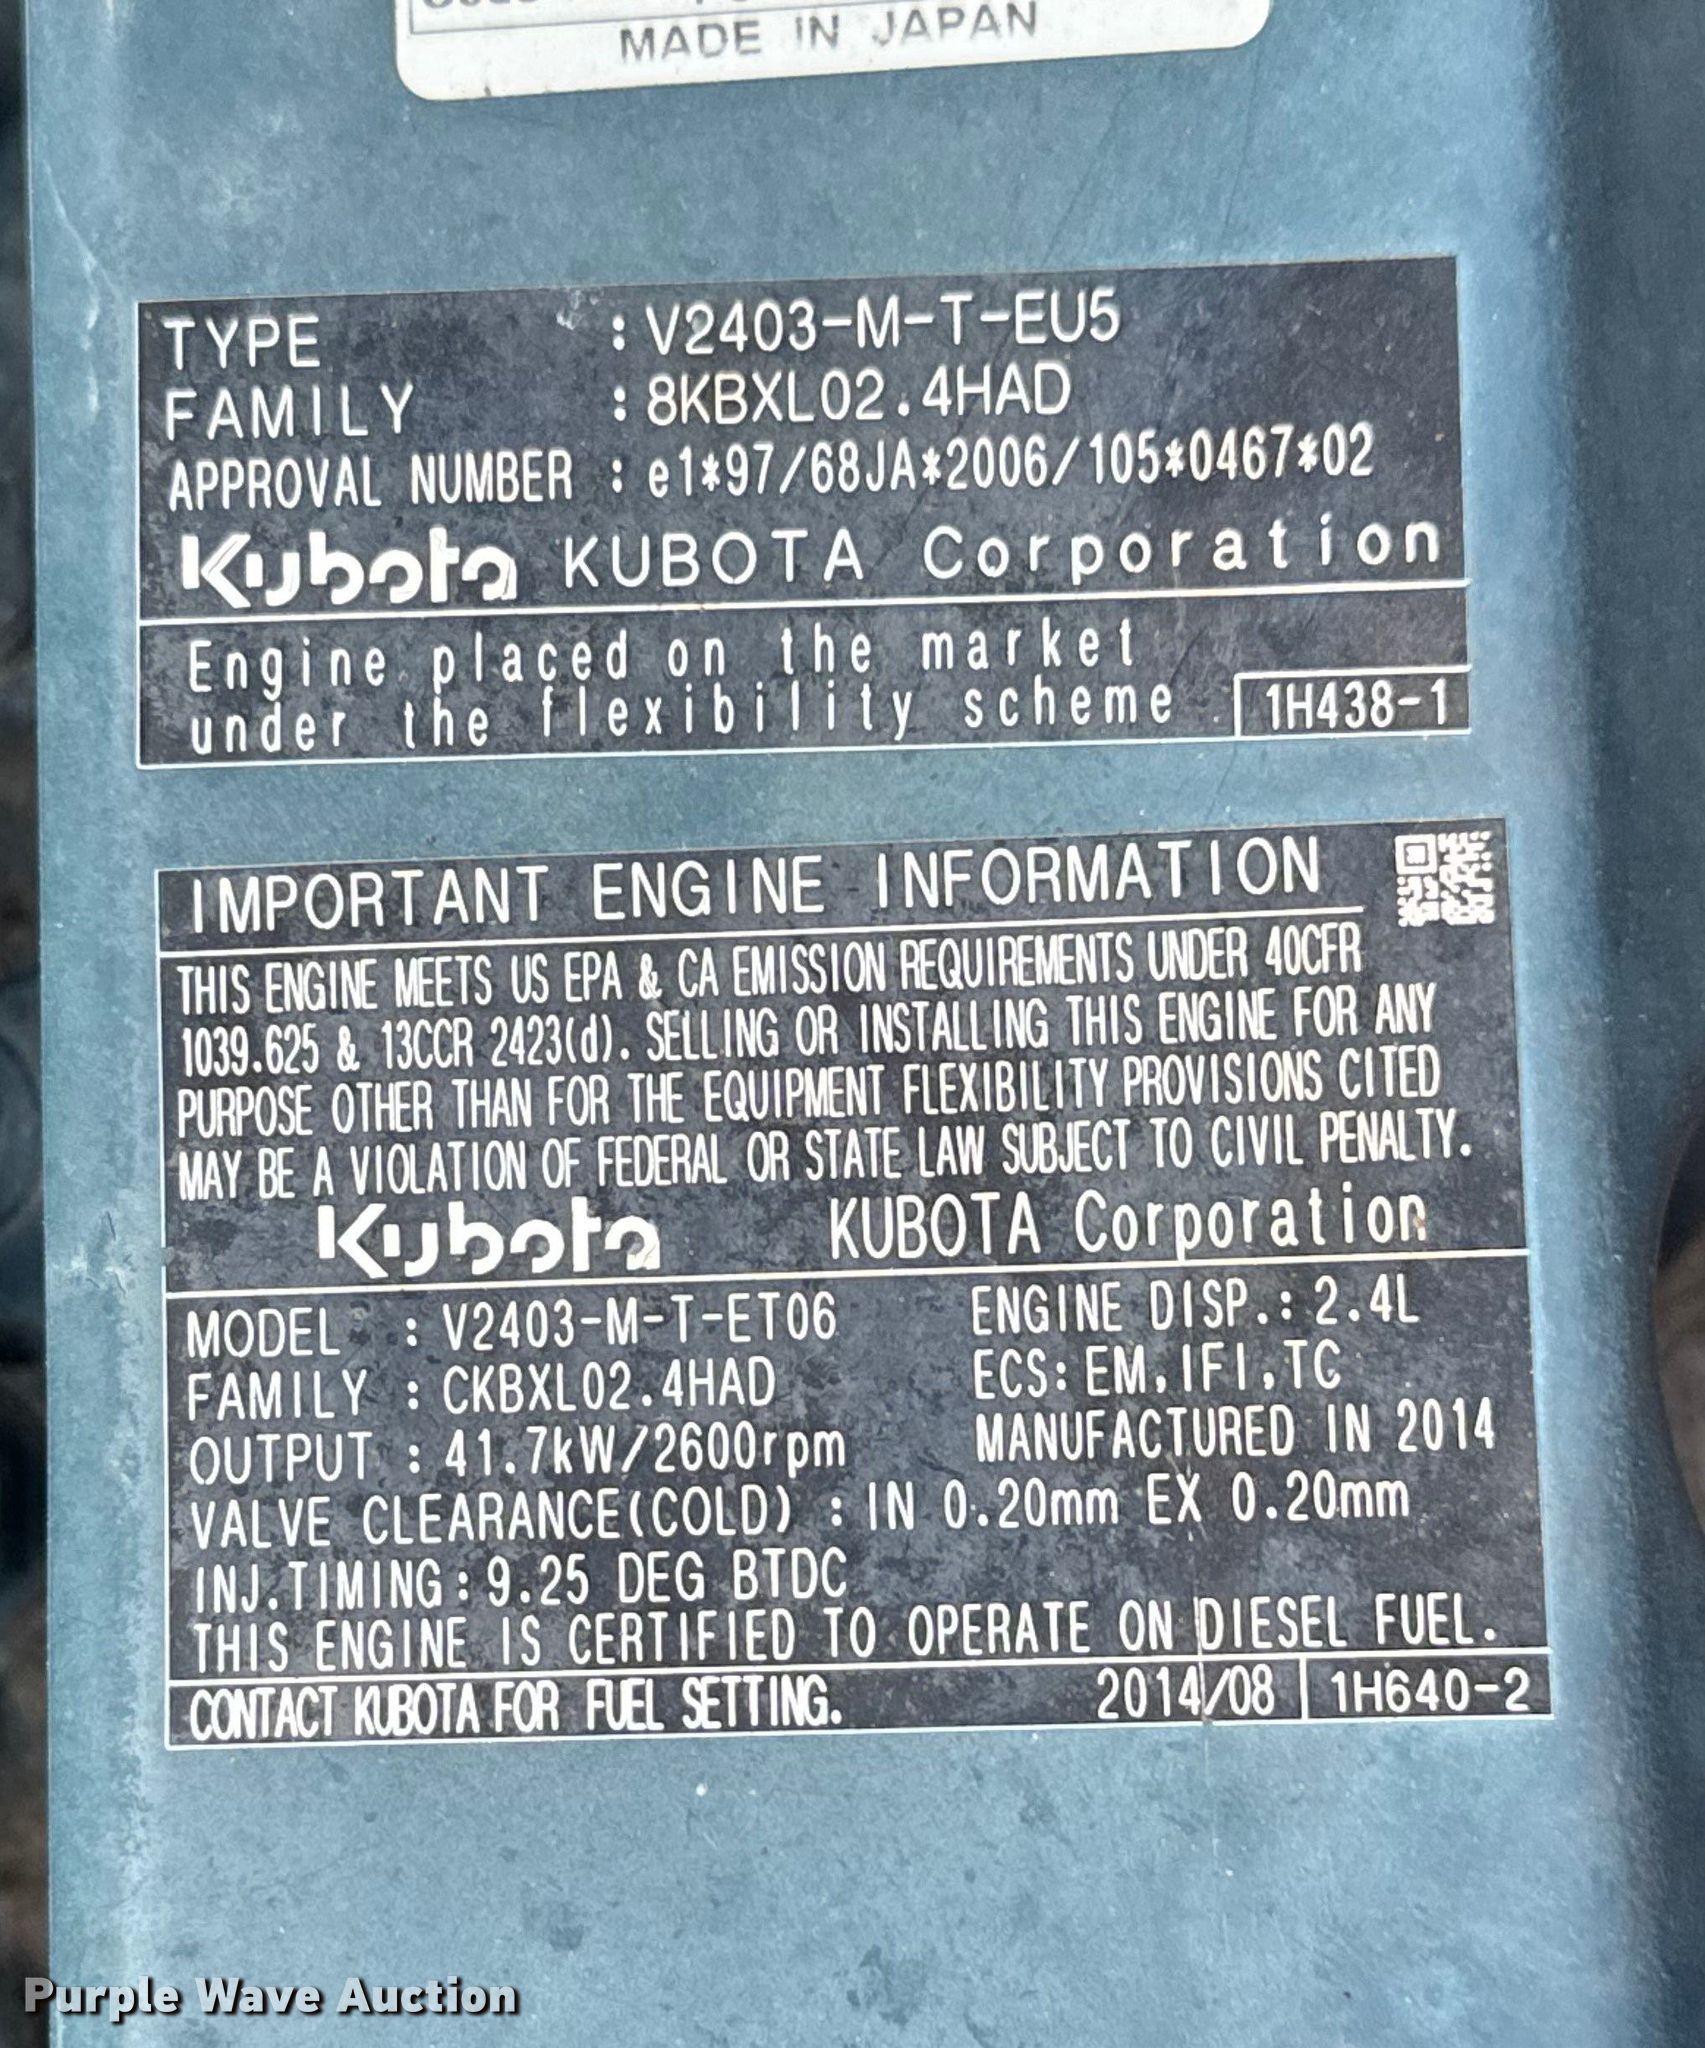 MADE IN JAPAN
TYPE : V2403-M-T-EU5
FAMILY : 8KBXL02.4HAD
APPROVAL NUMBER : e1*97/68JA*2006/105*0467*02
Kubota KUBOTA Corporation
Engine placed on the market
under the flexibility scheme. 1H438-1
IMPORTANT ENGINE INFORMATION
THIS ENGINE MEETS US EPA & CA EMISSION REQUIREMENTS UNDER 40CFR
1039.625 & 13CCR 2423(d). SELLING OR INSTALLING THIS ENGINE FOR ANY
PURPOSE OTHER THAN FOR THE EQUIPMENT FLEXIBILITY PROVISIONS CITED
MAY BE A VIOLATION OF FEDERAL OR STATE LAW SUBJECT TO CIVIL PENALTY.
Kubota KUBOTA Corporation
MODEL : V2403-M-T-ET06 ENGINE DISP.: 2.4L
FAMILY : CKBXL02.4HAD ECS: EM,IFI,TC
OUTPUT : 41.7kW/2600rpm MANUFACTURED IN 2014
VALVE CLEARANCE(COLD) : IN 0.20mm EX 0.20mm
INJ.TIMING: 9.25 DEG BTDC
THIS ENGINE IS CERTIFIED TO OPERATE ON DIESEL FUEL.
CONTACT KUBOTA FOR FUEL SETTING. 2014/08 1H640-2
Purple Wave Auction